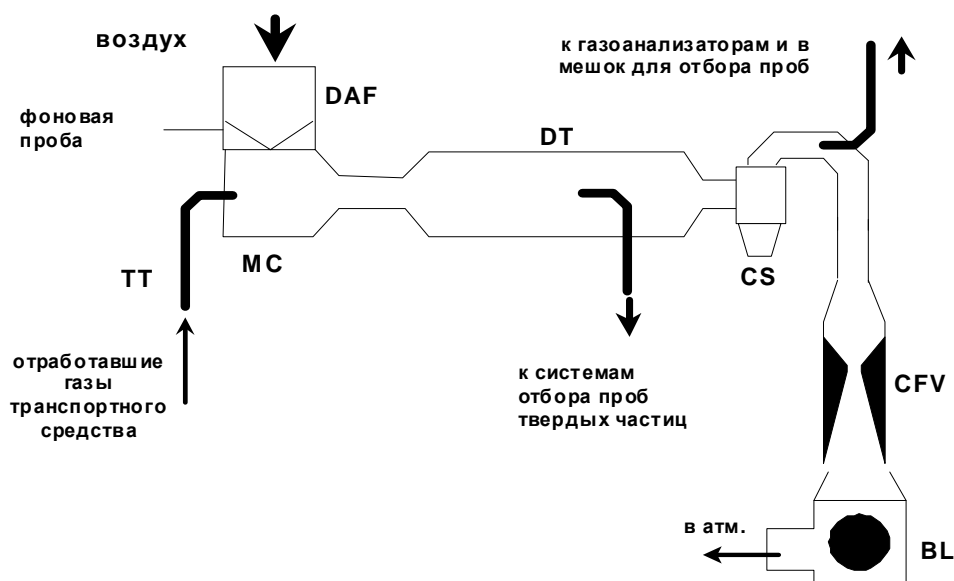 воздух
DAF
фоновая
проба
к газоанализаторам и в
мешок для отбора проб
DT
MC
TT
CS
отработавшие
газы
транспортного
средства
к системам
отбора проб
твердых частиц
CFV
в атм.
BL